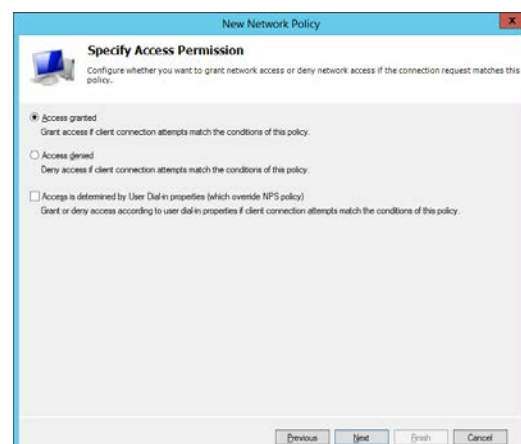 New Network Policy
x
Specify Access Permission
Configure whether you want to grant network access or deny network access if the connection request matches this
policy.
Access granted
Grant access if client connection attempts match the conditions of this policy.
Access denied
Deny access if client connection attempts match the conditions of this policy.
Access is determined by User Dial-in properties (which override NPS policy)
Grant or deny access according to user dial-in properties if client connection attempts match the conditions of this policy.
Previous Next Finish Cancel